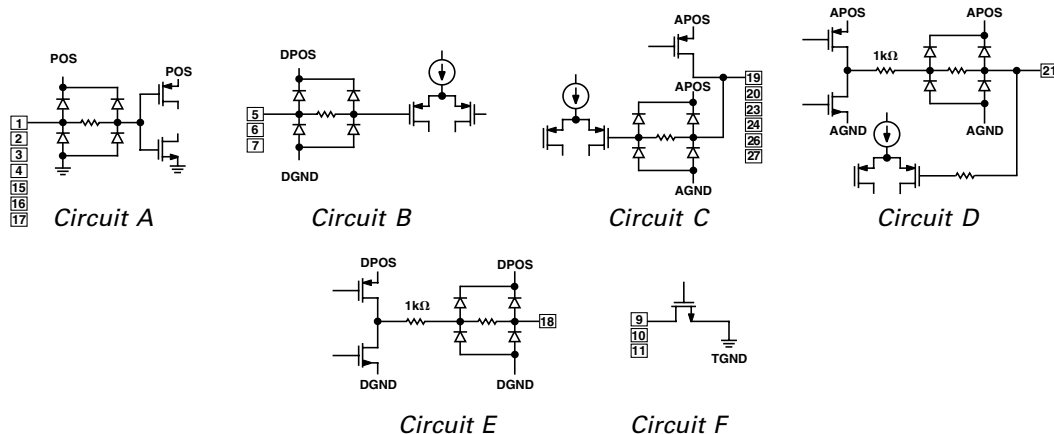 POS
POS
1
2
3
4
15
16
17
Circuit A
DPOS
5
6
7
DGND
Circuit B
APOS
APOS
19
20
23
24
26
27
AGND
Circuit C
APOS
APOS
1kΩ
21
AGND
AGND
Circuit D
DPOS
DPOS
1kΩ
18
DGND
DGND
Circuit E
9
10
11
TGND
Circuit F